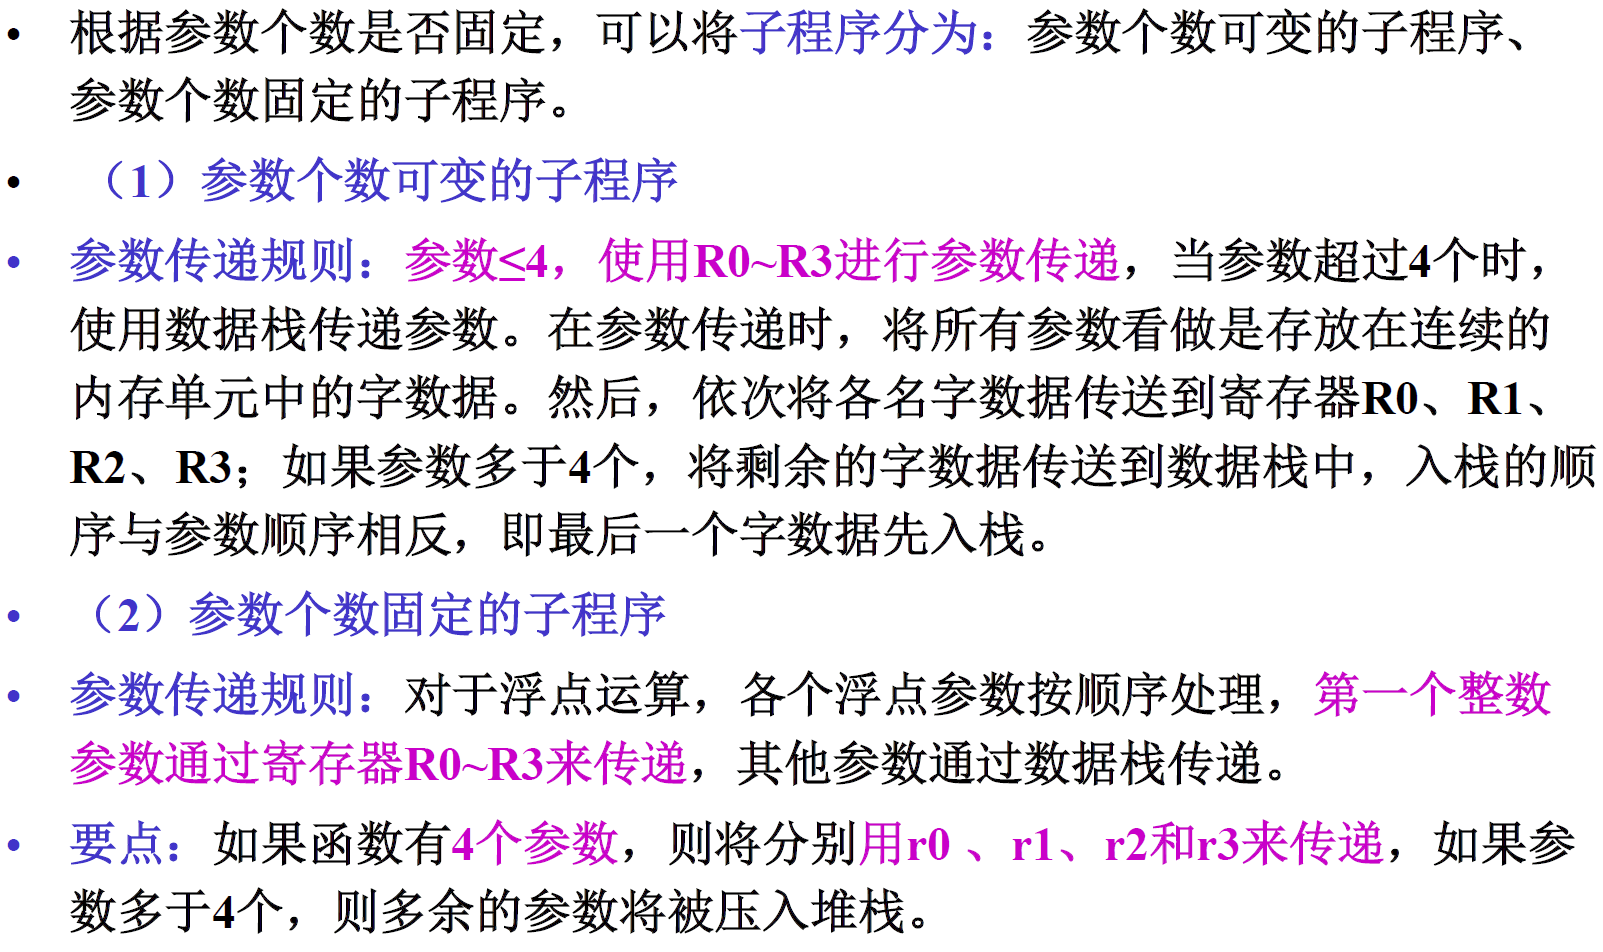 • 根据参数个数是否固定，可以将子程序分为：参数个数可变的子程序、
参数个数固定的子程序。
• （1）参数个数可变的子程序
• 参数传递规则：参数≤4，使用R0~R3进行参数传递，当参数超过4个时，
使用数据栈传递参数。在参数传递时，将所有参数看做是存放在连续的
内存单元中的字数据。然后，依次将各名字数据传送到寄存器R0、R1、
R2、R3；如果参数多于4个，将剩余的字数据传送到数据栈中，入栈的顺
序与参数顺序相反，即最后一个字数据先入栈。
• （2）参数个数固定的子程序
• 参数传递规则：对于浮点运算，各个浮点参数按顺序处理，第一个整数
参数通过寄存器R0~R3来传递，其他参数通过数据栈传递。
• 要点：如果函数有4个参数，则将分别用r0 、r1、r2和r3来传递，如果参
数多于4个，则多余的参数将被压入堆栈。